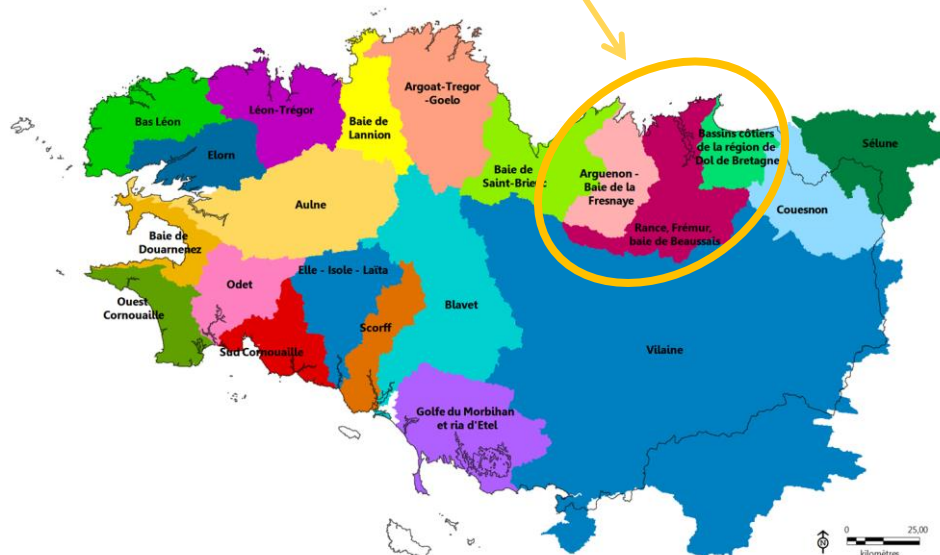 Argoat-Tregor
-Goelo
Léon-Trégor
Bas Léon
Baie de
Lannion
Elorn
Bassins côtiers
de la région de
Dol de Bretagne
Sélune
Baie de
Saint-Brieuc
Arguenon -
Baie de la
Fresnaye
Aulne
Couesnon
Rance, Frémur,
baie de Beaussais
Baie de
Douarnenez
Elle - Isole - Laïta
Odet
Ouest
Cornouaille
Blavet
Scorff
Sud Cornouaille
Vilaine
Golfe du Morbihan
et ria d'Etel
N
0 25,00
kilomètres